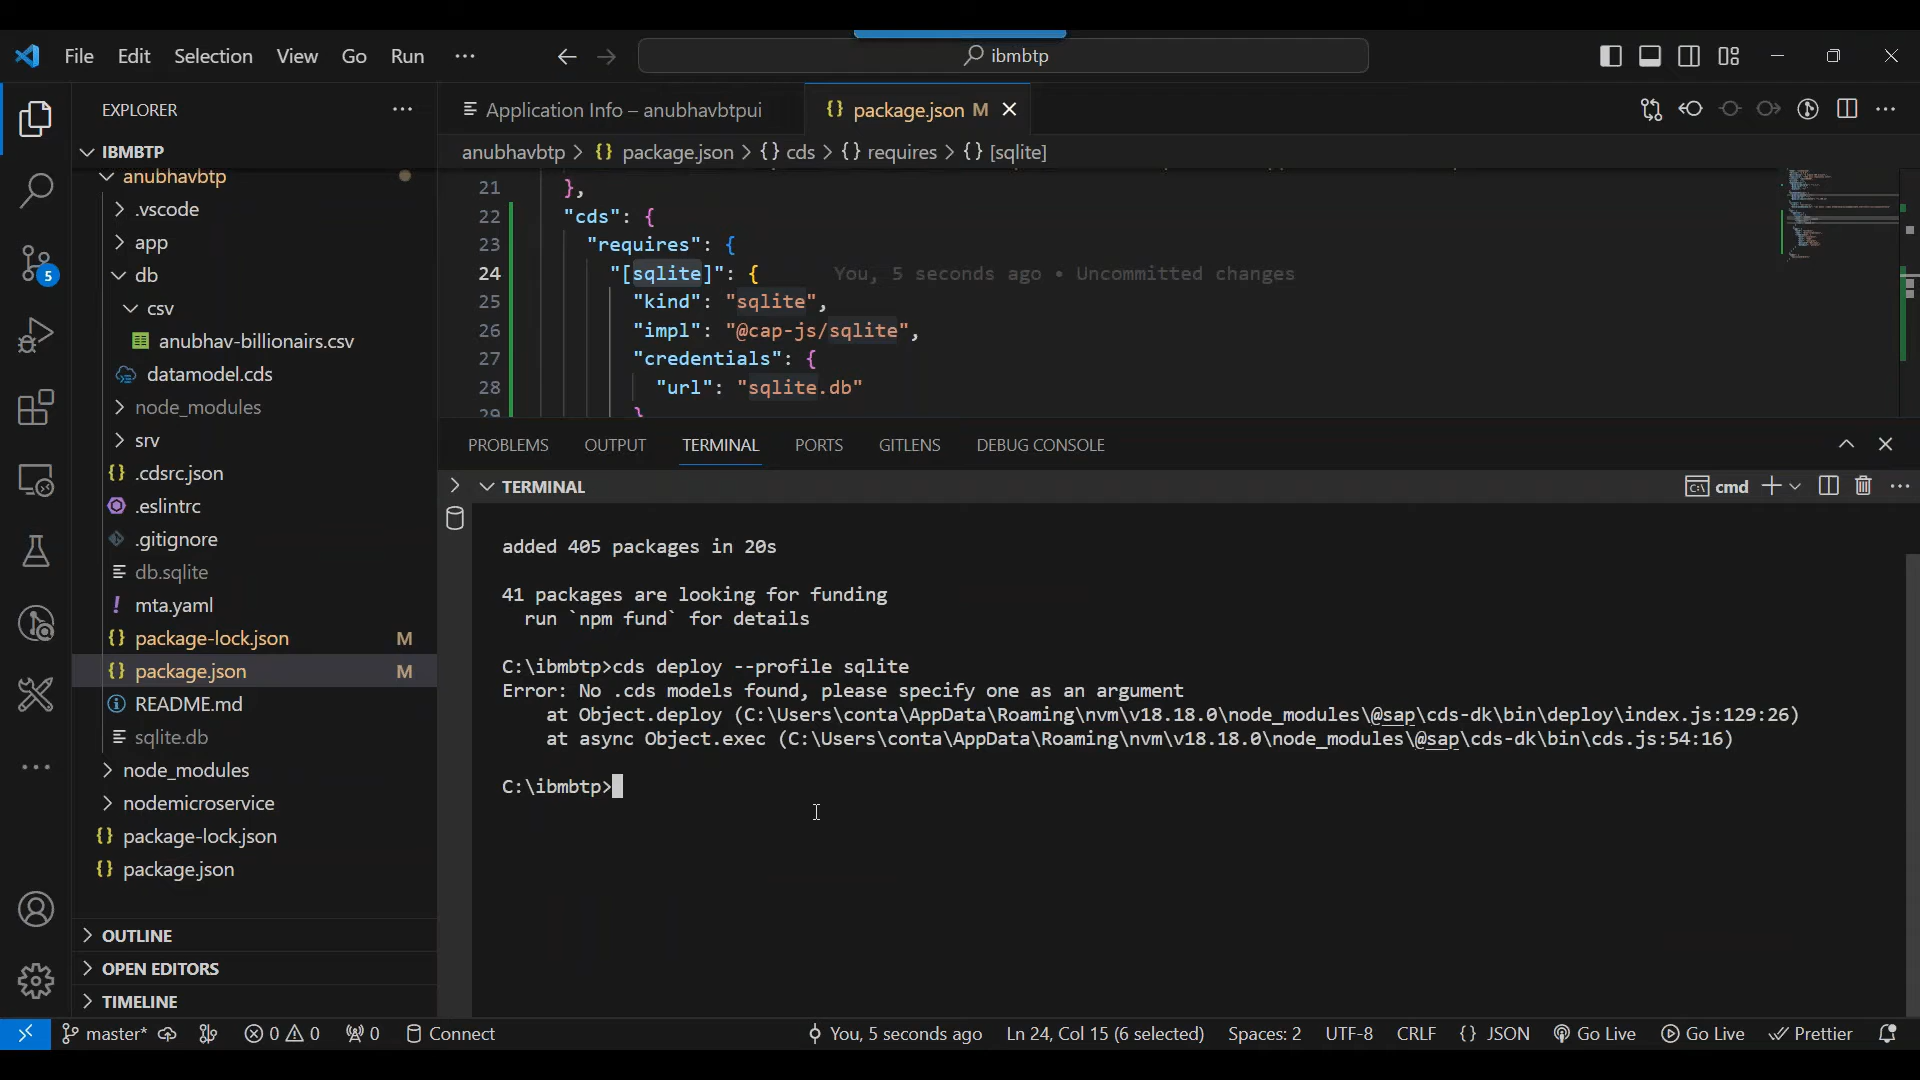 File Edit Selection View Go Run ··· ibmbtp
EXPLORER ···
IBMBTP
anubhavbtp
.vscode
app
db
csv
anubhav-billionairs.csv
datamodel.cds
node_modules
srv
{} .cdsrc.json
.eslintrc
.gitignore
db.sqlite
! mta.yaml
{} package-lock.json M
{} package.json M
README.md
sqlite.db
node_modules
nodemicroservice
{} package-lock.json
{} package.json
OUTLINE
OPEN EDITORS
TIMELINE
5
Application Info – anubhavbtpui
{} package.json M
anubhavbtp > {} package.json > {} cds > {} requires > {} [sqlite]
21 },
22 "cds": {
23 "requires": {
24 "[sqlite]": { You, 5 seconds ago • Uncommitted changes
25 "kind": "sqlite",
26 "impl": "@cap-js/sqlite",
27 "credentials": {
28 "url": "sqlite.db"
29 }
PROBLEMS OUTPUT TERMINAL PORTS GITLENS DEBUG CONSOLE
TERMINAL cmd
added 405 packages in 20s
41 packages are looking for funding
run `npm fund` for details
C:\ibmbtp>cds deploy --profile sqlite
Error: No .cds models found, please specify one as an argument
at Object.deploy (C:\Users\conta\AppData\Roaming\nvm\v18.18.0\node_modules\@sap\cds-dk\bin\deploy\index.js:129:26)
at async Object.exec (C:\Users\conta\AppData\Roaming\nvm\v18.18.0\node_modules\@sap\cds-dk\bin\cds.js:54:16)
C:\ibmbtp>
master* 0 0 0 Connect You, 5 seconds ago Ln 24, Col 15 (6 selected) Spaces: 2 UTF-8 CRLF {} JSON Go Live Go Live Prettier